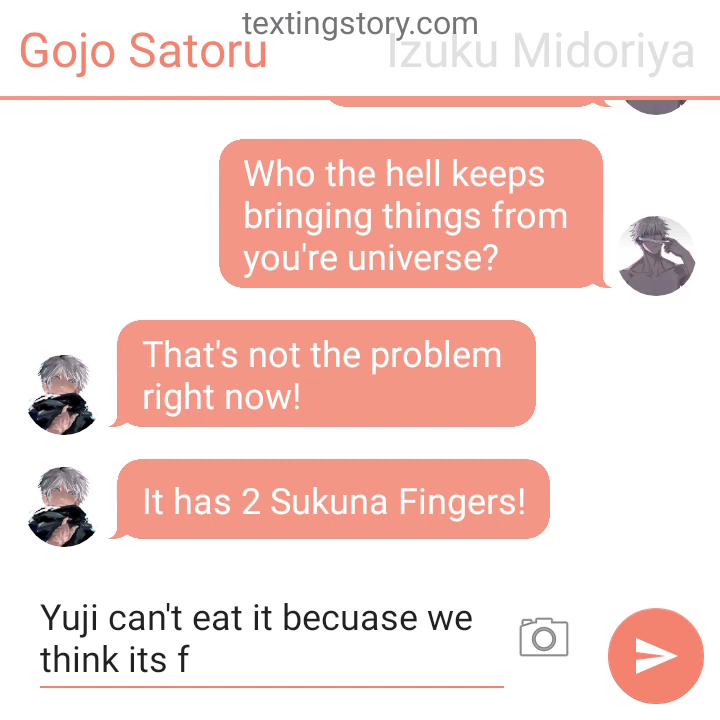 textingstory.com
Gojo Satoru
Izuku Midoriya
Who the hell keeps
bringing things from
you're universe?
That's not the problem
right now!
It has 2 Sukuna Fingers!
Yuji can't eat it becuase we
think its f